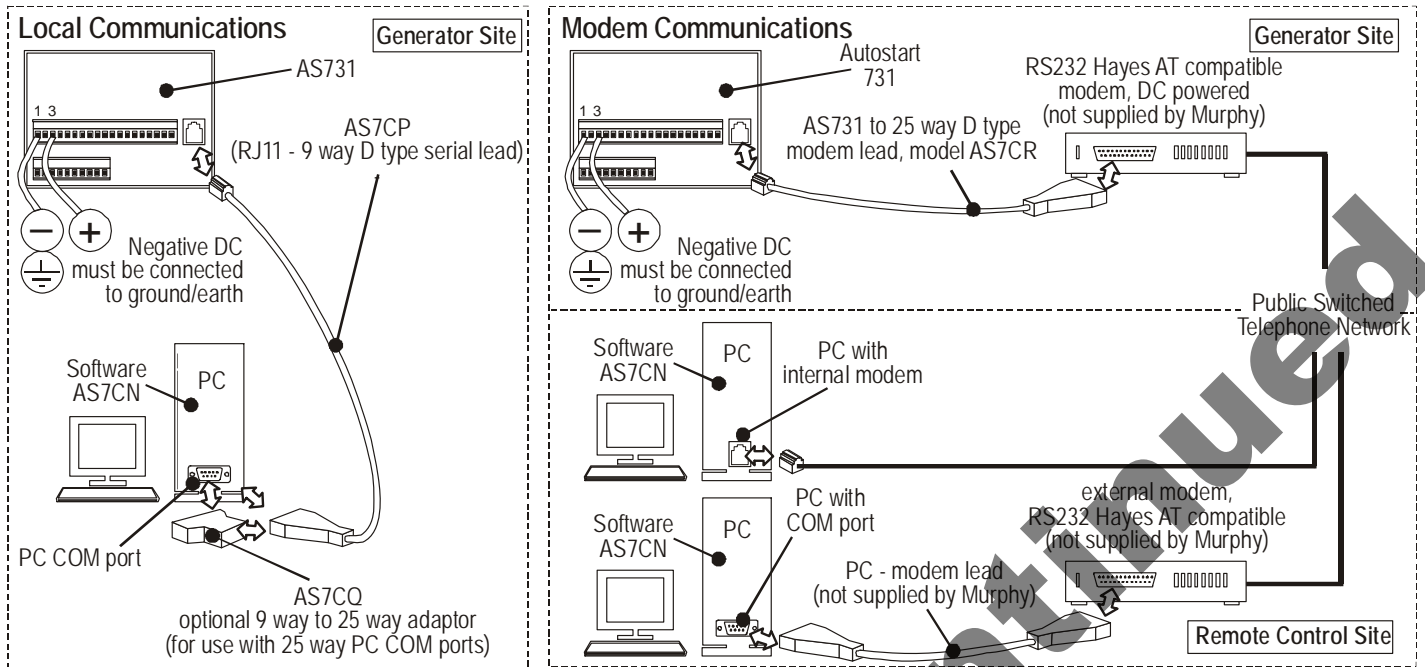 Local Communications
Generator Site
AS731
1 3
AS7CP
(RJ11 - 9 way D type serial lead)
−
+
Negative DC
must be connected
to ground/earth
Software
AS7CN
PC
PC COM port
AS7CQ
optional 9 way to 25 way adaptor
(for use with 25 way PC COM ports)
Modem Communications
Generator Site
Autostart
731
1 3
RS232 Hayes AT compatible
modem, DC powered
(not supplied by Murphy)
AS731 to 25 way D type
modem lead, model AS7CR
−
+
Negative DC
must be connected
to ground/earth
Public Switched
Telephone Network
Software
AS7CN
PC
PC with
internal modem
Software
AS7CN
PC
PC with
COM port
external modem,
RS232 Hayes AT compatible
(not supplied by Murphy)
PC - modem lead
(not supplied by Murphy)
Remote Control Site
ntinued